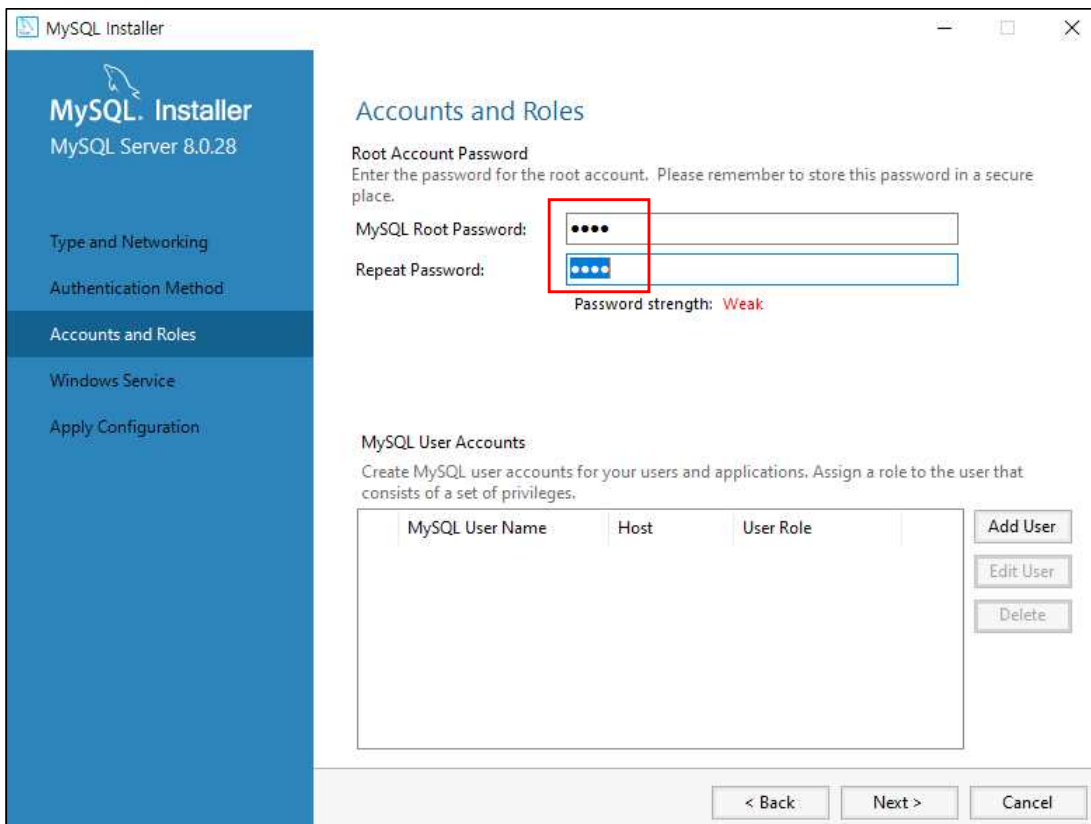 MySQL Installer
MySQL. Installer
MySQL Server 8.0.28
Type and Networking
Authentication Method
Accounts and Roles
Windows Service
Apply Configuration
Accounts and Roles
Root Account Password
Enter the password for the root account. Please remember to store this password in a secure
place.
MySQL Root Password: ●●●●
Repeat Password: ●●●●
Password strength: Weak
MySQL User Accounts
Create MySQL user accounts for your users and applications. Assign a role to the user that
consists of a set of privileges.
MySQL User Name Host User Role
Add User
Edit User
Delete
< Back Next > Cancel